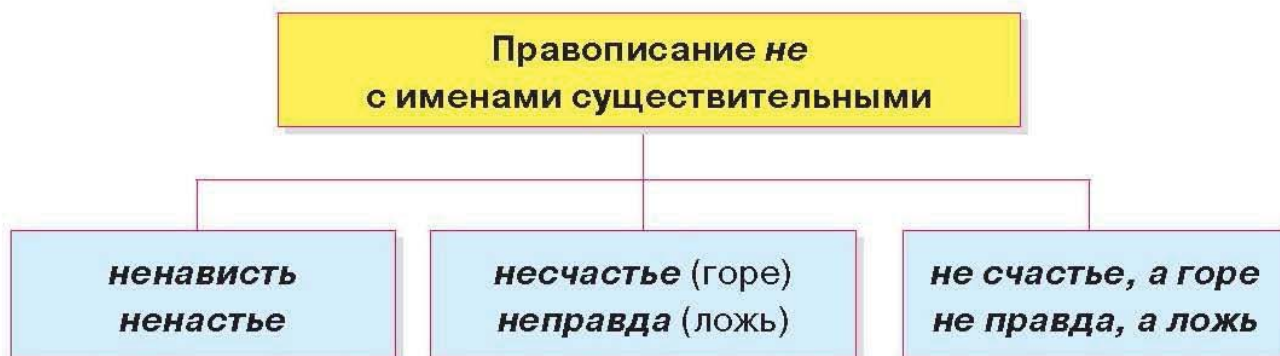 Правописание не
с именами существительными
ненависть
ненастье
несчастье (горе)
неправда (ложь)
не счастье, а горе
не правда, а ложь